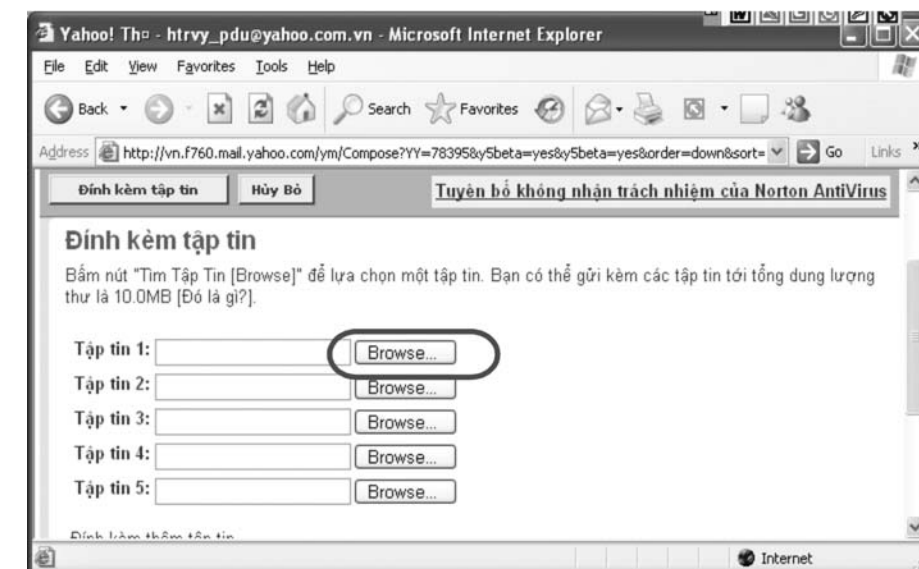 Yahoo! Th¤ - htrvy_pdu@yahoo.com.vn - Microsoft Internet Explorer
File Edit View Favorites Tools Help
Back Search Favorites
Address http://vn.f760.mail.yahoo.com/ym/Compose?YY=78395&y5beta=yes&y5beta=yes&order=down&sort= Go Links
Đính kèm tập tin Hủy Bỏ Tuyên bố không nhận trách nhiệm của Norton AntiVirus
Đính kèm tập tin
Bấm nút "Tìm Tập Tin [Browse]" để lựa chọn một tập tin. Bạn có thể gửi kèm các tập tin tới tổng dung lượng
thư là 10.0MB [Đó là gì?].
Tập tin 1: Browse...
Tập tin 2: Browse...
Tập tin 3: Browse...
Tập tin 4: Browse...
Tập tin 5: Browse...
Đính kèm thêm tập tin
Internet